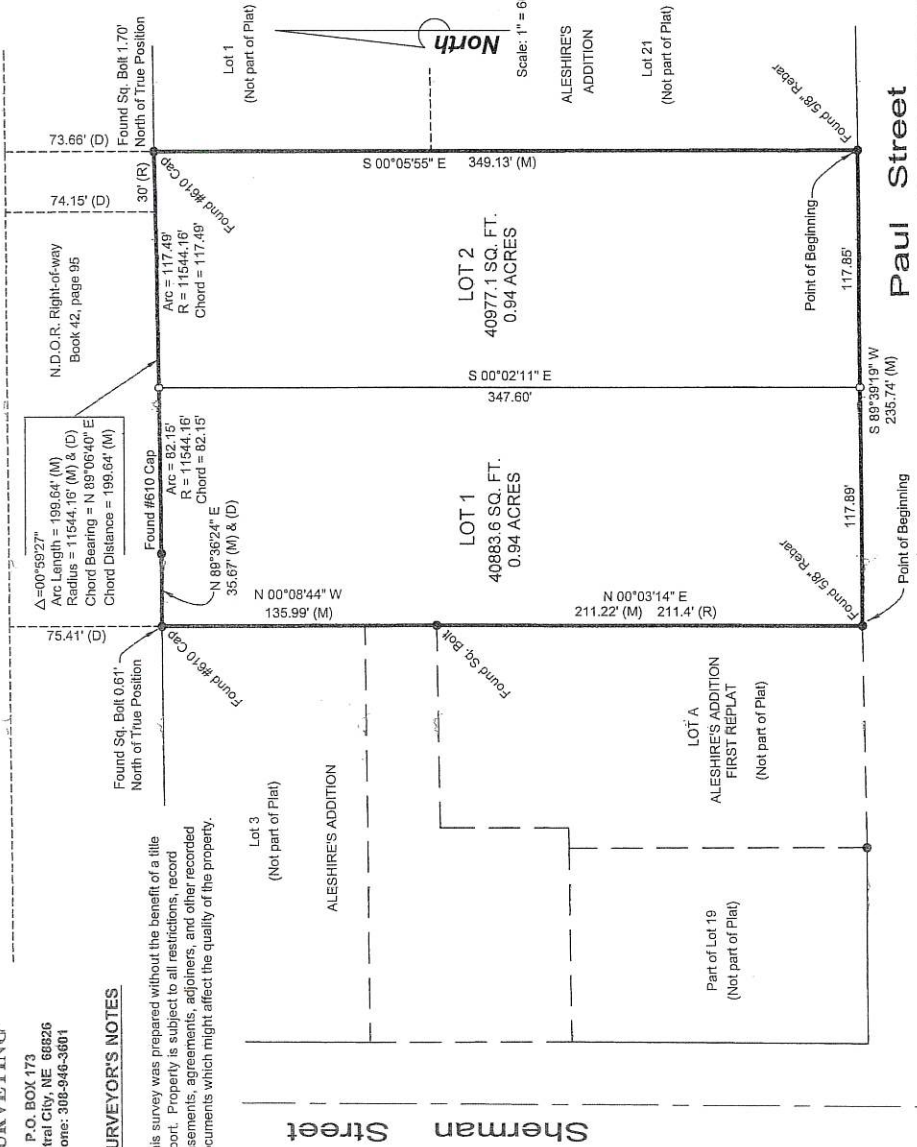 P.O. BOX 173
NE 68826
308-946-3601
SURVEYOR'S NOTES
survey was prepared without the benefit of a title
Property is subject to all restrictions, record
agreements, adjoiners, and other recorded
which might affect the quality of the property.
Found Sq. Bolt 0.61'
North of True Position
75.41' (D)
Found #610 Cap
△=00°59'27"
Arc Length = 199.64' (M)
Radius = 11544.16' (M) & (D)
Chord Bearing = N 89°06'40" E
Chord Distance = 199.64' (M)
Found #610 Cap
N.D.O.R. Right-of-way
Book 42, page 95
74.15' (D)
73.66' (D)
30' (R)
Found Sq. Bolt 1.70'
North of True Position
Found #610 Cap
Arc = 82.15'
R = 11544.16'
Chord = 82.15'
Arc = 117.49'
R = 11544.16'
Chord = 117.49'
N 89°36'24" E
35.67' (M) & (D)
N 00°08'44" W
135.99' (M)
Lot 1
(Not part of Plat)
North
Scale: 1" =
Lot 3
(Not part of Plat)
ALESHIRE'S ADDITION
Found Sq. Bolt
LOT 1
40883.6 SQ. FT.
0.94 ACRES
S 00°02'11" E
347.60'
LOT 2
40977.1 SQ. FT.
0.94 ACRES
S 00°05'55" E
349.13' (M)
ALESHIRE'S
ADDITION
Lot 21
(Not part of Plat)
N 00°03'14" E
211.22' (M) 211.4' (R)
LOT A
ALESHIRE'S ADDITION
FIRST REPLAT
(Not part of Plat)
Part of Lot 19
(Not part of Plat)
Found 5/8" Rebar
Found 5/8" Rebar
Point of Beginning
Point of Beginning
117.89'
117.85'
S 89°39'19" W
235.74' (M)
Sherman Street
Paul Street